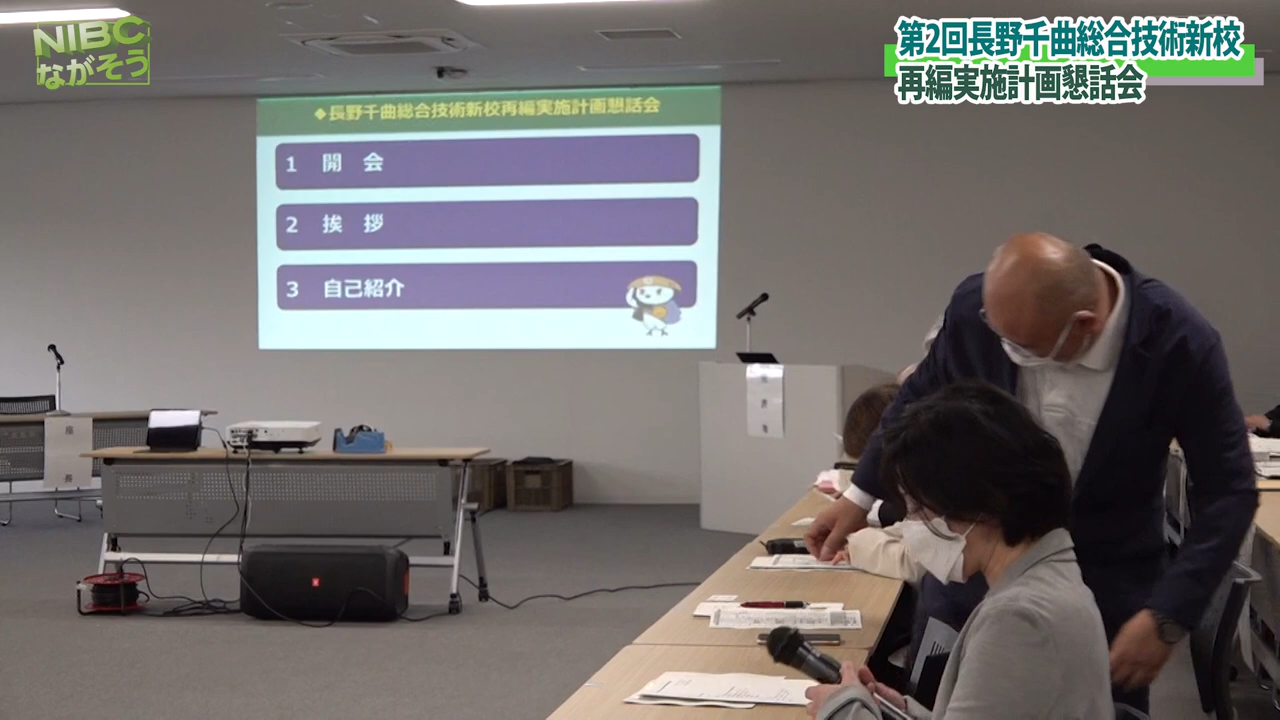 NIBC
ながそう
第2回長野千曲総合技術新校
再編実施計画懇話会
◆長野千曲総合技術新校再編実施計画懇話会
1 開 会
2 挨 拶
3 自己紹介
座 長